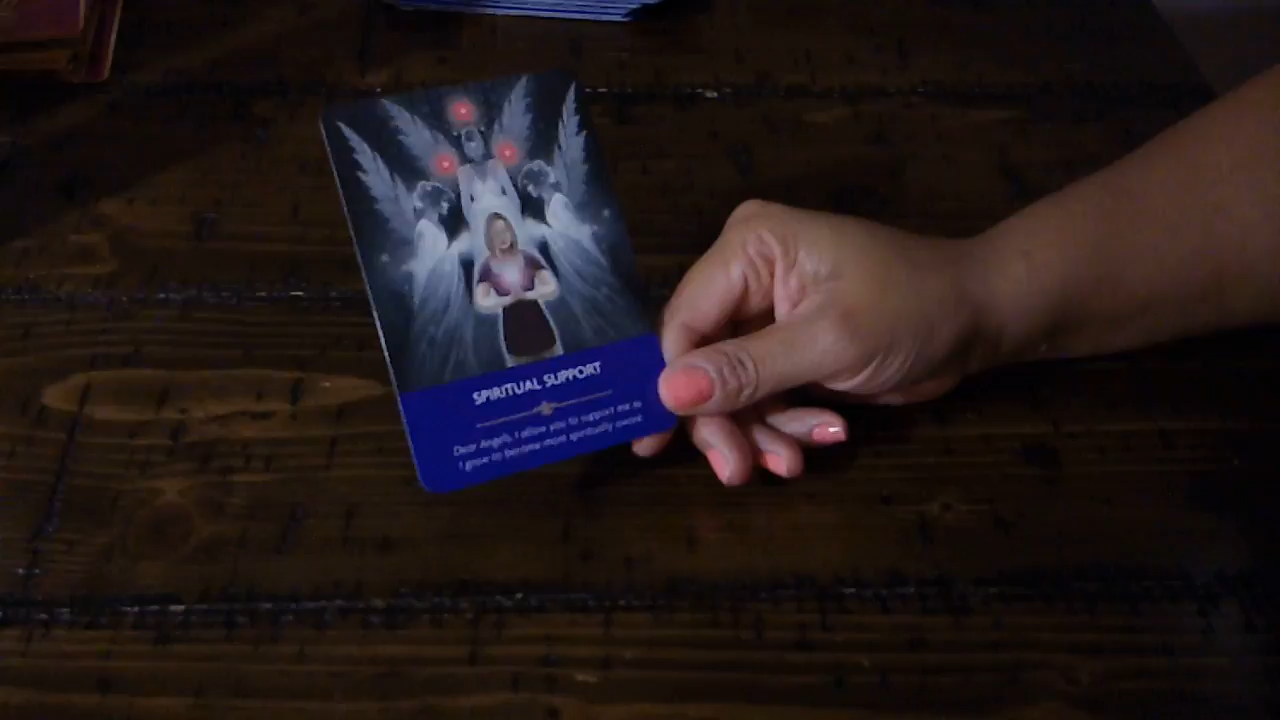 SPIRITUAL SUPPORT
Dear Angels, I allow you to support me as
I grow to become more spiritually aware.